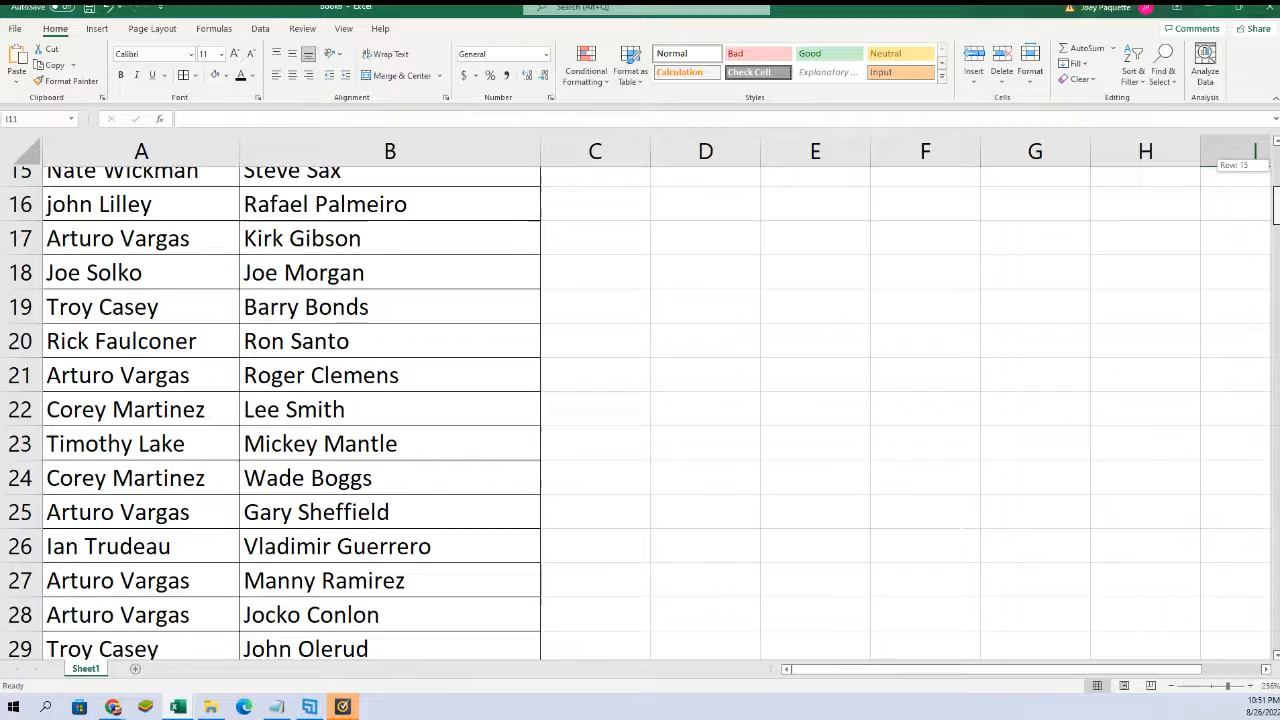 AutoSave Off Book6 - Excel Search (Alt+Q) Joey Paquette JP
File Home Insert Page Layout Formulas Data Review View Help Comments Share
Paste Cut Copy Format Painter Clipboard
Calibri 11 B I U A A A Font
Wrap Text Merge & Center Alignment
General $ % , Number
Conditional Formatting Format as Table
Normal Bad Good Neutral
Calculation Check Cell Explanatory ... Input
Styles
Insert Delete Format Cells
AutoSum Fill Clear Sort & Filter Find & Select Editing
Analyze Data Analysis
I11 fx
A B C D E F G H I
Row: 15
15 Nate Wickman Steve Sax
16 john Lilley Rafael Palmeiro
17 Arturo Vargas Kirk Gibson
18 Joe Solko Joe Morgan
19 Troy Casey Barry Bonds
20 Rick Faulconer Ron Santo
21 Arturo Vargas Roger Clemens
22 Corey Martinez Lee Smith
23 Timothy Lake Mickey Mantle
24 Corey Martinez Wade Boggs
25 Arturo Vargas Gary Sheffield
26 Ian Trudeau Vladimir Guerrero
27 Arturo Vargas Manny Ramirez
28 Arturo Vargas Jocko Conlon
29 Troy Casey John Olerud
Sheet1
Ready 256%
10:51 PM
8/26/2022